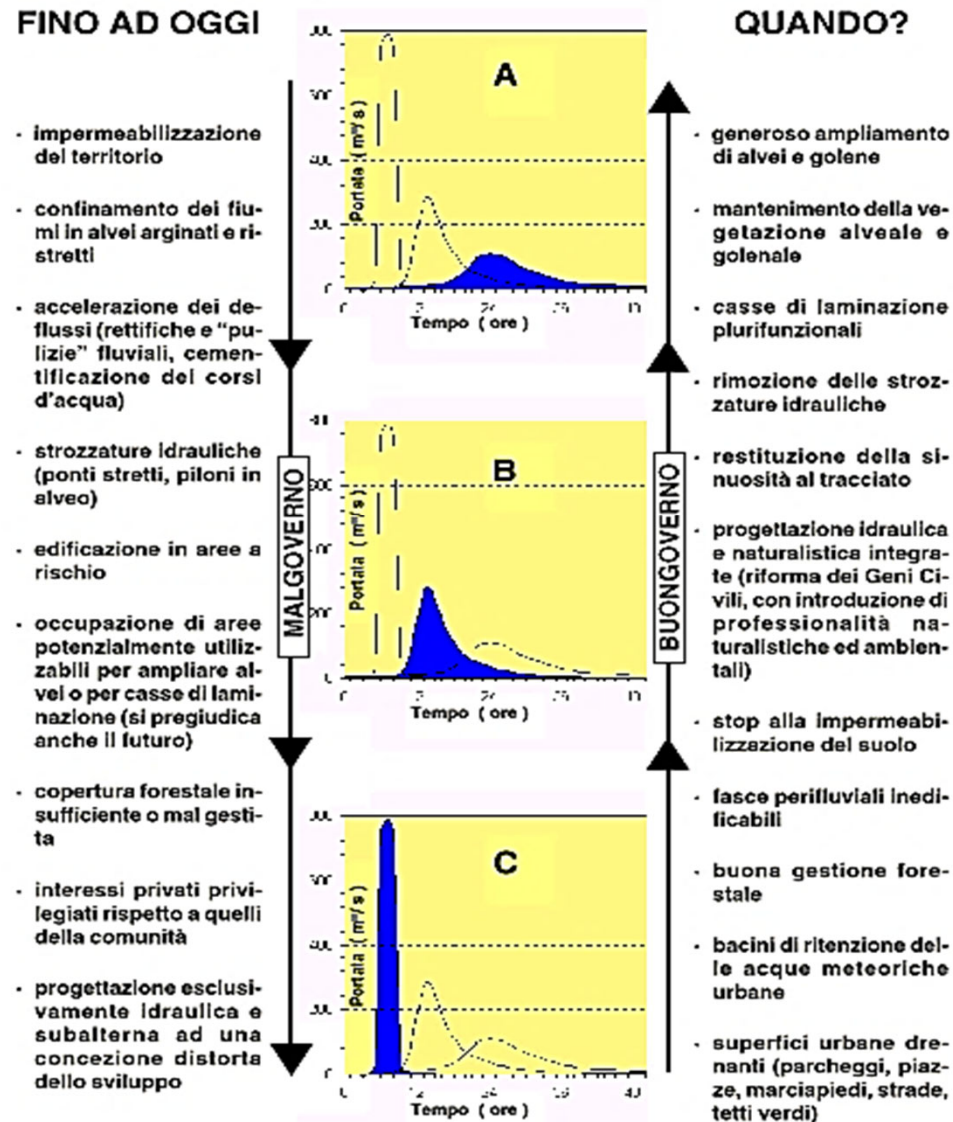 FINO AD OGGI
- impermeabilizzazione
del territorio
- confinamento dei fiu-
mi in alvei arginati e ri-
stretti
- accelerazione dei de-
flussi (rettifiche e “pu-
lizie” fluviali, cemen-
tificazione dei corsi
d’acqua)
- strozzature idrauliche
(ponti stretti, piloni in
alveo)
- edificazione in aree a
rischio
- occupazione di aree
potenzialmente utiliz-
zabili per ampliare al-
vei o per casse di lami-
nazione (si pregiudica
anche il futuro)
- copertura forestale in-
sufficiente o mal gesti-
ta
- interessi privati privi-
legiati rispetto a quelli
della comunità
- progettazione esclusi-
vamente idraulica e
subalterna ad una
concezione distorta
dello sviluppo
MALGOVERNO
A
Portata ( m³/s )
400
Tempo ( ore )
B
Portata ( m³/s )
Tempo ( ore )
C
Portata ( m³/s )
400
Tempo ( ore )
BUONGOVERNO
QUANDO?
- generoso ampliamento
di alvei e golene
- mantenimento della ve-
getazione alveale e
golenale
- casse di laminazione
plurifunzionali
- rimozione delle stroz-
zature idrauliche
- restituzione della si-
nuosità al tracciato
- progettazione idraulica
e naturalistica integra-
te (riforma dei Geni Ci-
vili, con introduzione di
professionalità na-
turalistiche ed ambien-
tali)
- stop alla impermeabi-
lizzazione del suolo
- fasce perifluviali inedi-
ficabili
- buona gestione fore-
stale
- bacini di ritenzione del-
le acque meteoriche
urbane
- superfici urbane dre-
nanti (parcheggi, piaz-
ze, marciapiedi, strade,
tetti verdi)